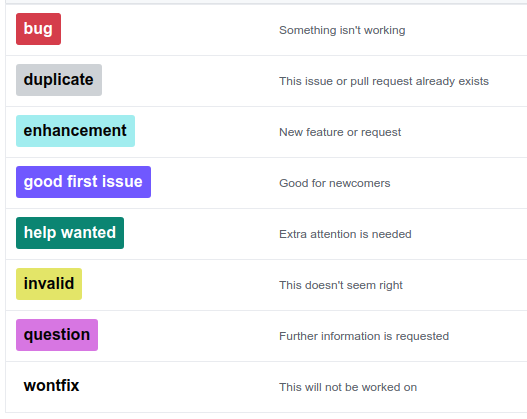 bug
Something isn't working
duplicate
This issue or pull request already exists
enhancement
New feature or request
good first issue
Good for newcomers
help wanted
Extra attention is needed
invalid
This doesn't seem right
question
Further information is requested
wontfix
This will not be worked on